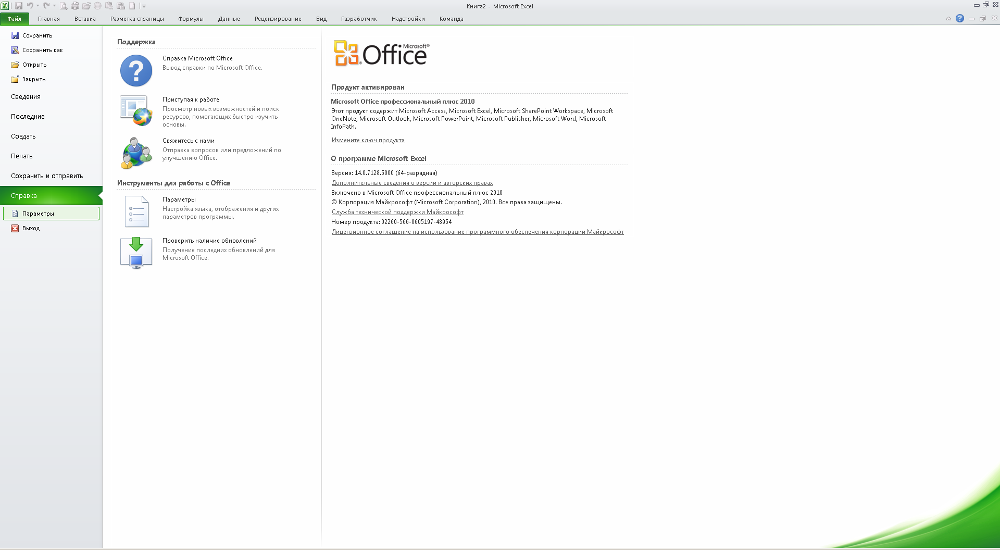 Книга2 - Microsoft Excel
Файл
Главная
Вставка
Разметка страницы
Формулы
Данные
Рецензирование
Вид
Разработчик
Надстройки
Команда
Сохранить
Сохранить как
Открыть
Закрыть
Сведения
Последние
Создать
Печать
Сохранить и отправить
Справка
Параметры
Выход
Поддержка
Справка Microsoft Office
Вывод справки по Microsoft Office.
Приступая к работе
Просмотр новых возможностей и поиск
ресурсов, помогающих быстро изучить
основы.
Свяжитесь с нами
Отправка вопросов или предложений по
улучшению Office.
Инструменты для работы с Office
Параметры
Настройка языка, отображения и других
параметров программы.
Проверить наличие обновлений
Получение последних обновлений для
Microsoft Office.
Microsoft®
Office
Продукт активирован
Microsoft Office профессиональный плюс 2010
Этот продукт содержит Microsoft Access, Microsoft Excel, Microsoft SharePoint Workspace, Microsoft
OneNote, Microsoft Outlook, Microsoft PowerPoint, Microsoft Publisher, Microsoft Word, Microsoft
InfoPath.
Измените ключ продукта
О программе Microsoft Excel
Версия: 14.0.7128.5000 (64-разрядная)
Дополнительные сведения о версии и авторских правах
Включено в Microsoft Office профессиональный плюс 2010
© Корпорация Майкрософт (Microsoft Corporation), 2010. Все права защищены.
Служба технической поддержки Майкрософт
Номер продукта: 02260-566-0605197-48954
Лицензионное соглашение на использование программного обеспечения корпорации Майкрософт